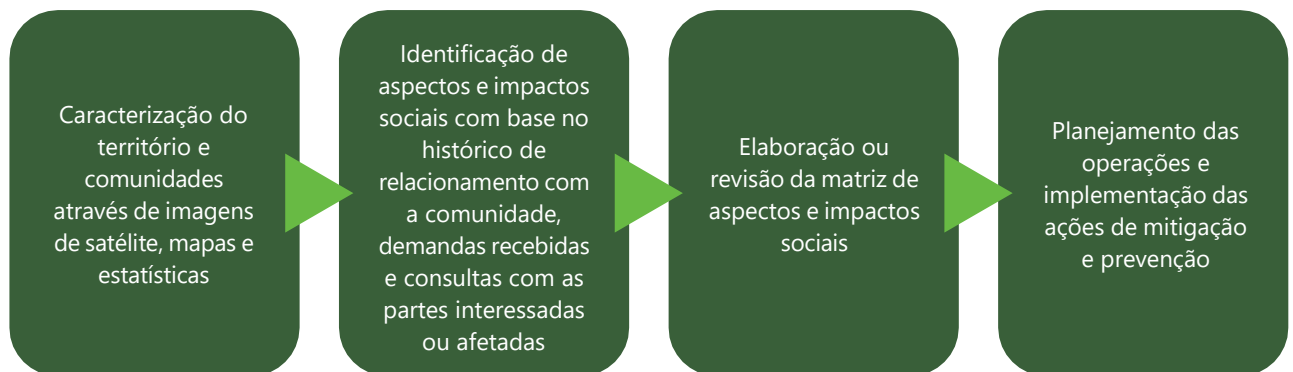 Caracterização do
território e
comunidades
através de imagens
de satélite, mapas e
estatísticas
Identificação de
aspectos e impactos
sociais com base no
histórico de
relacionamento com
a comunidade,
demandas recebidas
e consultas com as
partes interessadas
ou afetadas
Elaboração ou
revisão da matriz de
aspectos e impactos
sociais
Planejamento das
operações e
implementação das
ações de mitigação
e prevenção